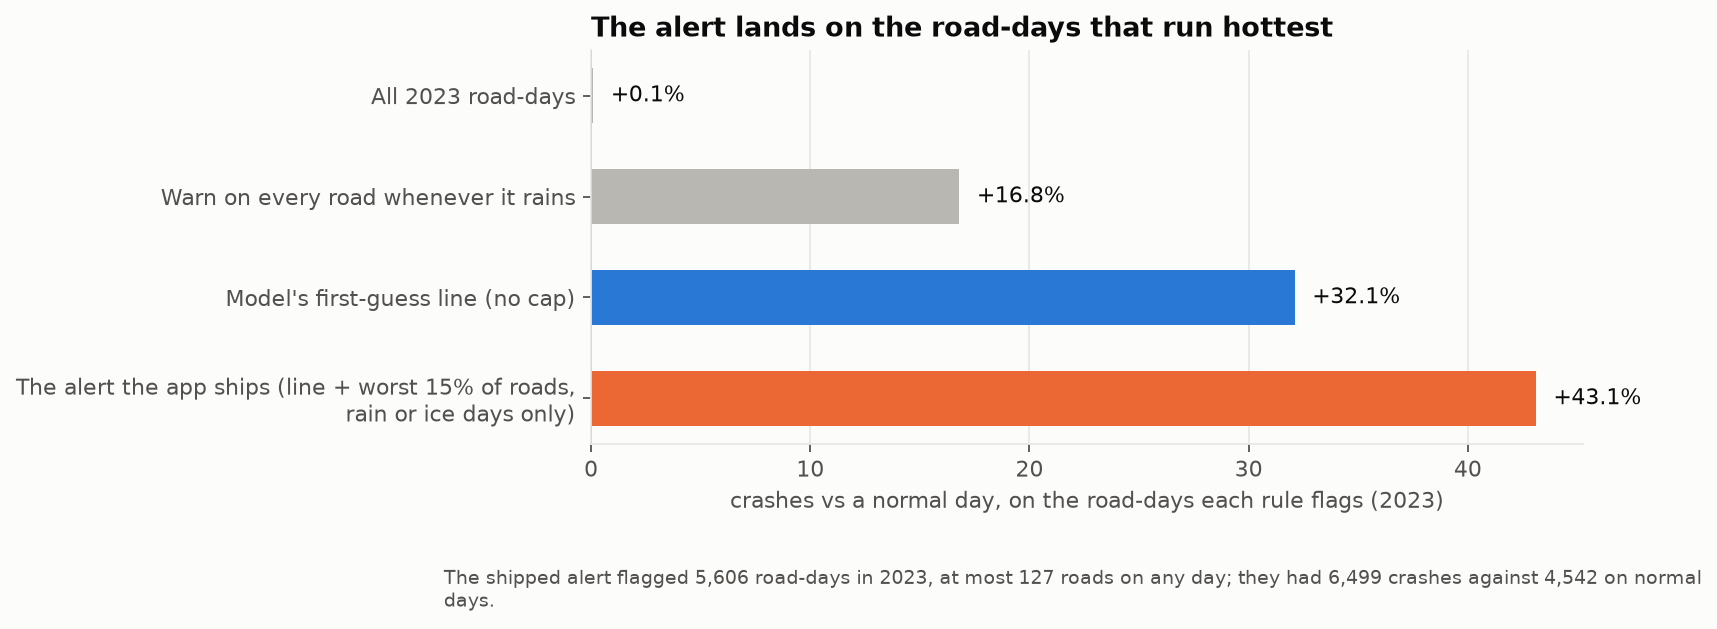 The alert lands on the road-days that run hottest
All 2023 road-days
+0.1%
Warn on every road whenever it rains
+16.8%
Model's first-guess line (no cap)
+32.1%
The alert the app ships (line + worst 15% of roads,
rain or ice days only)
+43.1%
0 10 20 30 40
crashes vs a normal day, on the road-days each rule flags (2023)
The shipped alert flagged 5,606 road-days in 2023, at most 127 roads on any day; they had 6,499 crashes against 4,542 on normal
days.